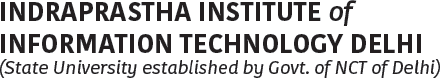 INDRAPRASTHA INSTITUTE of
INFORMATION TECHNOLOGY DELHI
(State University established by Govt. of NCT of Delhi)